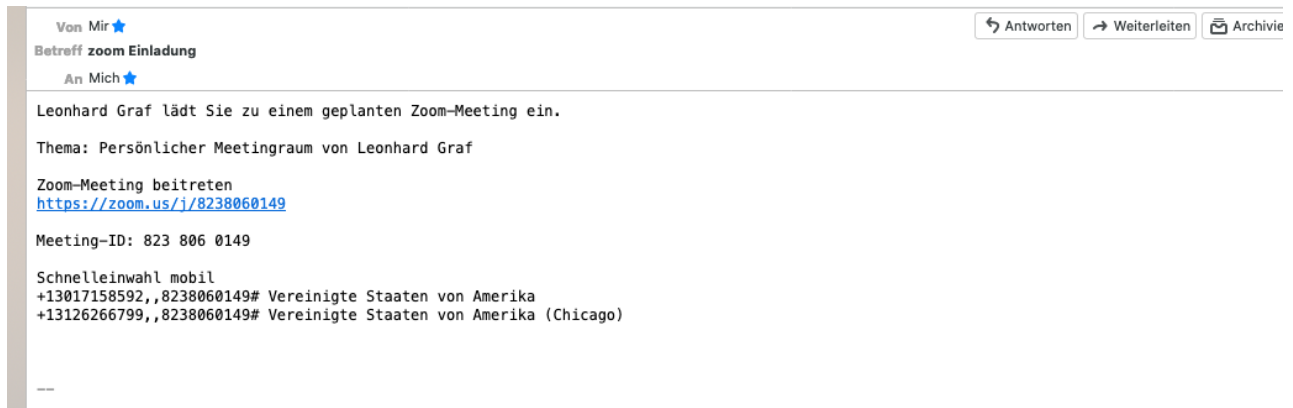 Von Mir
Antworten Weiterleiten Archivie
Betreff zoom Einladung
An Mich
Leonhard Graf lädt Sie zu einem geplanten Zoom-Meeting ein.
Thema: Persönlicher Meetingraum von Leonhard Graf
Zoom-Meeting beitreten
https://zoom.us/j/8238060149
Meeting-ID: 823 806 0149
Schnelleinwahl mobil
+13017158592,,8238060149# Vereinigte Staaten von Amerika
+13126266799,,8238060149# Vereinigte Staaten von Amerika (Chicago)
--